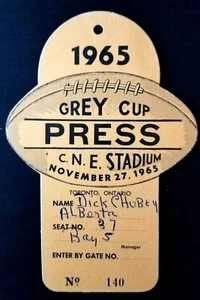 1965
GREY CUP
PRESS
C.N.E. STADIUM
NOVEMBER 27, 1965
TORONTO, ONTARIO
NAME Dick CHUBEY
Alberta
SEAT NO. 37
Bay 5
Manager
ENTER BY GATE NO.
No 140